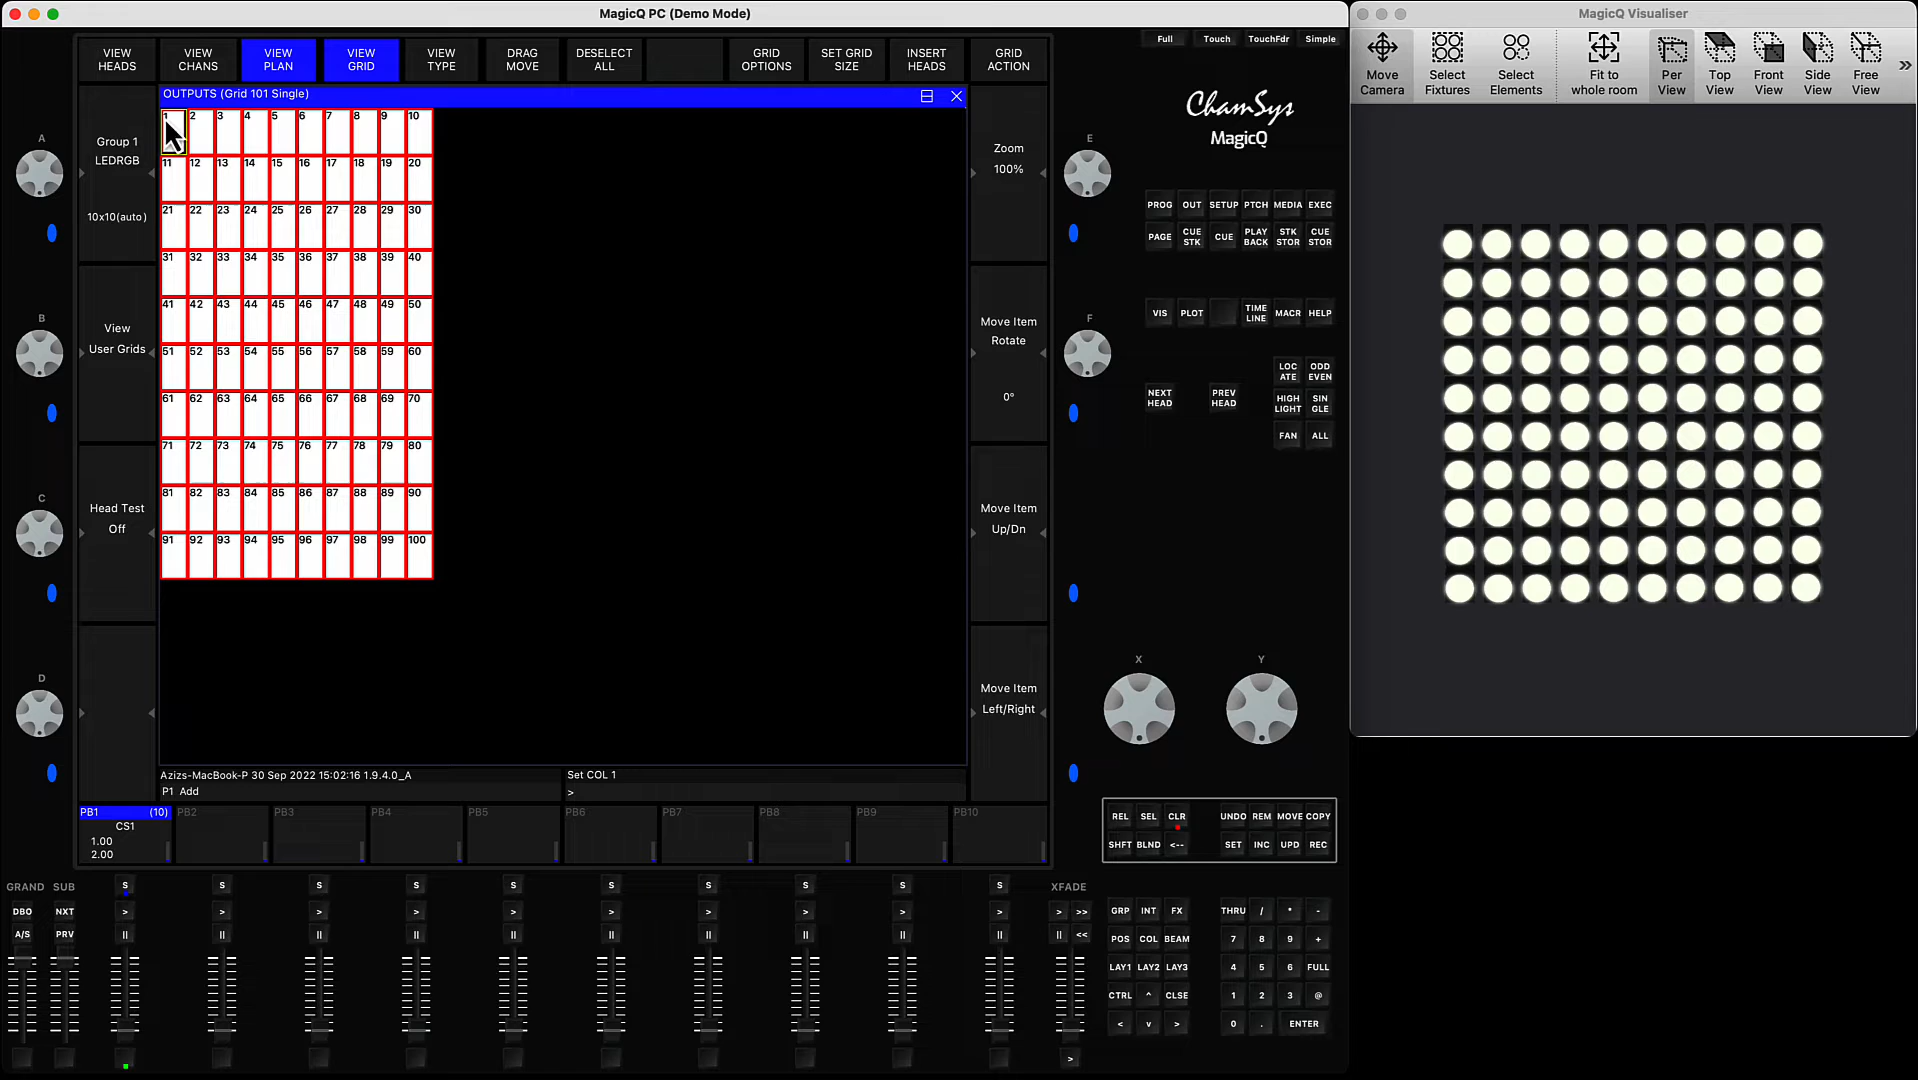 MagicQ PC (Demo Mode)
MagicQ Visualiser
VIEW HEADS
VIEW CHANS
VIEW PLAN
VIEW GRID
VIEW TYPE
DRAG MOVE
DESELECT ALL
GRID OPTIONS
SET GRID SIZE
INSERT HEADS
GRID ACTION
Full
Touch
TouchFdr
Simple
Move Camera
Select Fixtures
Select Elements
Fit to whole room
Per View
Top View
Front View
Side View
Free View
»
OUTPUTS (Grid 101 Single)
1 2 3 4 5 6 7 8 9 10
11 12 13 14 15 16 17 18 19 20
21 22 23 24 25 26 27 28 29 30
31 32 33 34 35 36 37 38 39 40
41 42 43 44 45 46 47 48 49 50
51 52 53 54 55 56 57 58 59 60
61 62 63 64 65 66 67 68 69 70
71 72 73 74 75 76 77 78 79 80
81 82 83 84 85 86 87 88 89 90
91 92 93 94 95 96 97 98 99 100
A
Group 1
LEDRGB
10x10(auto)
B
View
User Grids
C
Head Test
Off
D
Zoom
100%
E
Move Item
Rotate
0°
F
Move Item
Up/Dn
Move Item
Left/Right
ChamSys
MagicQ
PROG OUT SETUP PTCH MEDIA EXEC
PAGE CUE STK CUE PLAY BACK STK STOR CUE STOR
VIS PLOT TIME LINE MACR HELP
LOC ATE ODD EVEN
NEXT HEAD PREV HEAD HIGH LIGHT SIN GLE
FAN ALL
X Y
Azizs-MacBook-P 30 Sep 2022 15:02:16 1.9.4.0_A
P1 Add
Set COL 1
>
PB1 (10) PB2 PB3 PB4 PB5 PB6 PB7 PB8 PB9 PB10
CS1
1.00
2.00
REL SEL CLR UNDO REM MOVE COPY
SHFT BLND <-- SET INC UPD REC
GRAND SUB S S S S S S S S S S XFADE
DBO NXT > > > > > > > > > > > >>
A/S PRV II II II II II II II II II II II <<
GRP INT FX THRU / * -
POS COL BEAM 7 8 9 +
LAY1 LAY2 LAY3 4 5 6 FULL
CTRL ^ CLSE 1 2 3 @
< v > 0 . ENTER
>